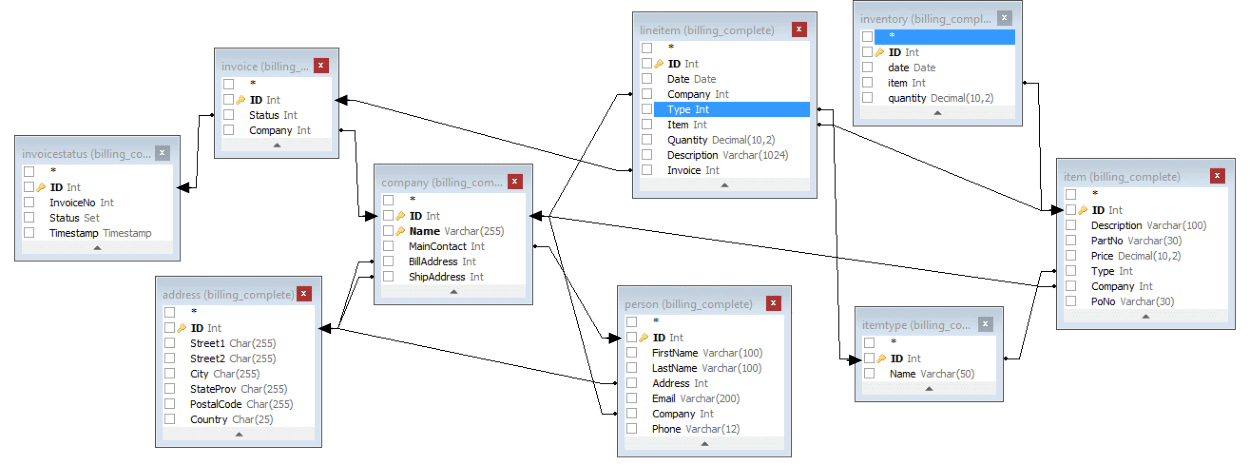 invoice (billing_...
*
ID Int
Status Int
Company Int
invoicestatus (billing_co...
*
ID Int
InvoiceNo Int
Status Set
Timestamp Timestamp
address (billing_complete)
*
ID Int
Street1 Char(255)
Street2 Char(255)
City Char(255)
StateProv Char(255)
PostalCode Char(255)
Country Char(25)
company (billing_com...
*
ID Int
Name Varchar(255)
MainContact Int
BillAddress Int
ShipAddress Int
lineitem (billing_complete)
*
ID Int
Date Date
Company Int
Type Int
Item Int
Quantity Decimal(10,2)
Description Varchar(1024)
Invoice Int
person (billing_complete)
*
ID Int
FirstName Varchar(100)
LastName Varchar(100)
Address Int
Email Varchar(200)
Company Int
Phone Varchar(12)
inventory (billing_compl...
*
ID Int
date Date
item Int
quantity Decimal(10,2)
itemtype (billing_co...
*
ID Int
Name Varchar(50)
item (billing_complete)
*
ID Int
Description Varchar(100)
PartNo Varchar(30)
Price Decimal(10,2)
Type Int
Company Int
PoNo Varchar(30)